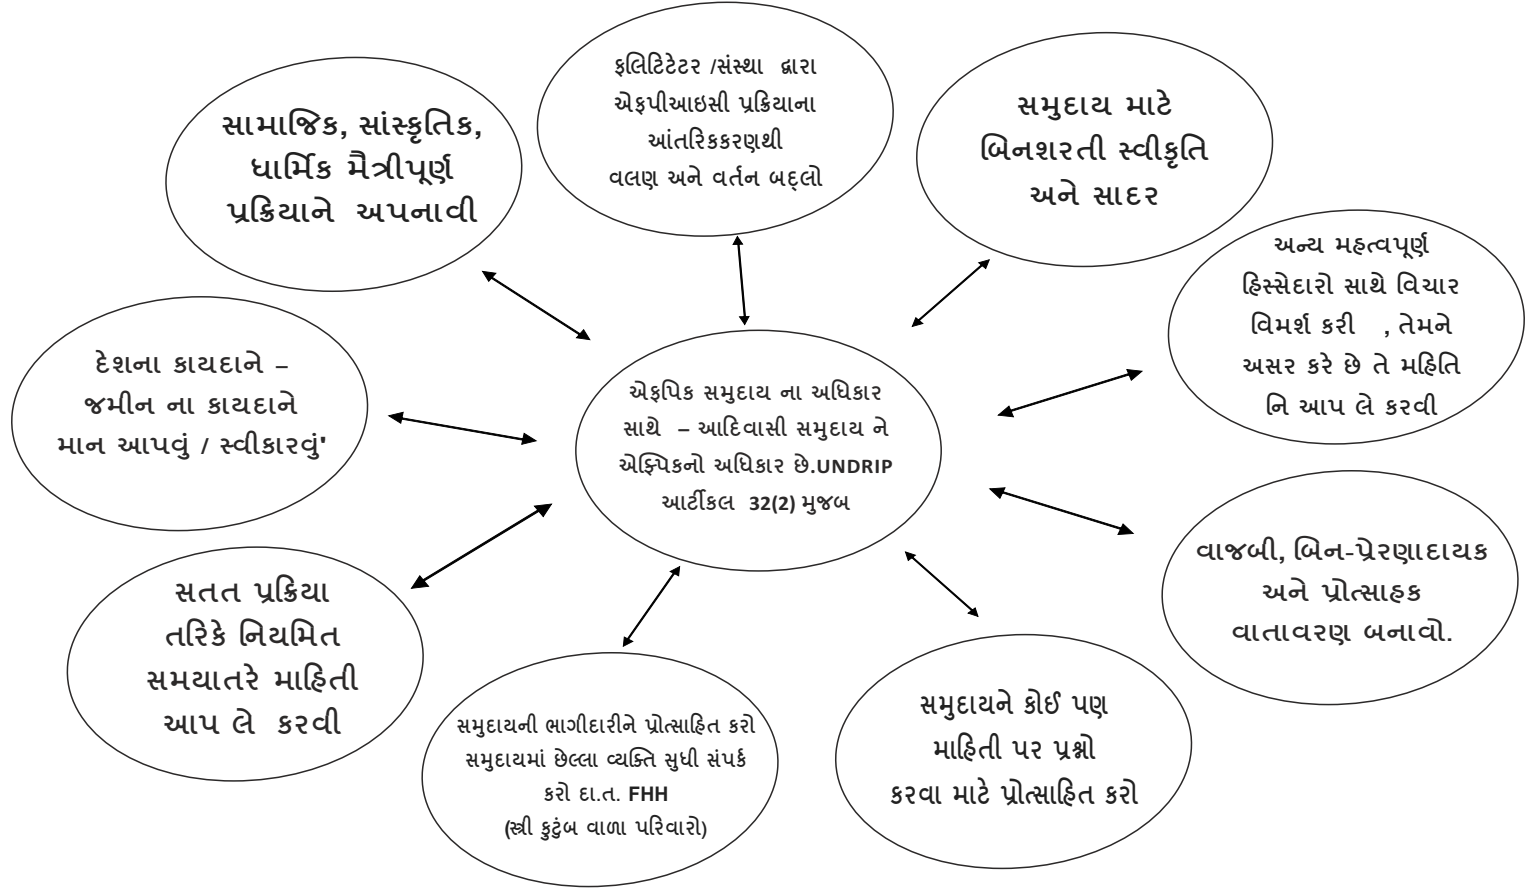 ફલિટિટેટર /સંસ્થા દ્વારા
એફપીઆઇસી પ્રક્રિયાના
આંતરિકકરણથી
વલણ અને વર્તન બદ્લો
સમુદાય માટે
બિનશરતી સ્વીકૃતિ
અને સાદર
સામાજિક, સાંસ્કૃતિક,
ધાર્મિક મૈત્રીપૂર્ણ
પ્રક્રિયાને અપનાવી
અન્ય મહત્વપૂર્ણ
હિસ્સેદારો સાથે વિચાર
વિમર્શ કરી , તેમને
અસર કરે છે તે મહિતિ
નિ આપ લે કરવી
દેશના કાયદાને –
જમીન ના કાયદાને
માન આપવું / સ્વીકારવું'
એફપિક સમુદાય ના અધિકાર
સાથે – આદિવાસી સમુદાય ને
એફ્પિકનો અધિકાર છે.UNDRIP
આર્ટીકલ 32(2) મુજબ
વાજબી, બિન-પ્રેરણાદાયક
અને પ્રોત્સાહક
વાતાવરણ બનાવો.
સતત પ્રક્રિયા
તરિકે નિયમિત
સમયાતરે માહિતી
આપ લે કરવી
સમુદાયની ભાગીદારીને પ્રોત્સાહિત કરો
સમુદાયમાં છેલ્લા વ્યક્તિ સુધી સંપર્ક
કરો દા.ત. FHH
(સ્ત્રી કુટુંબ વાળા પરિવારો)
સમુદાયને કોઈ પણ
માહિતી પર પ્રશ્નો
કરવા માટે પ્રોત્સાહિત કરો